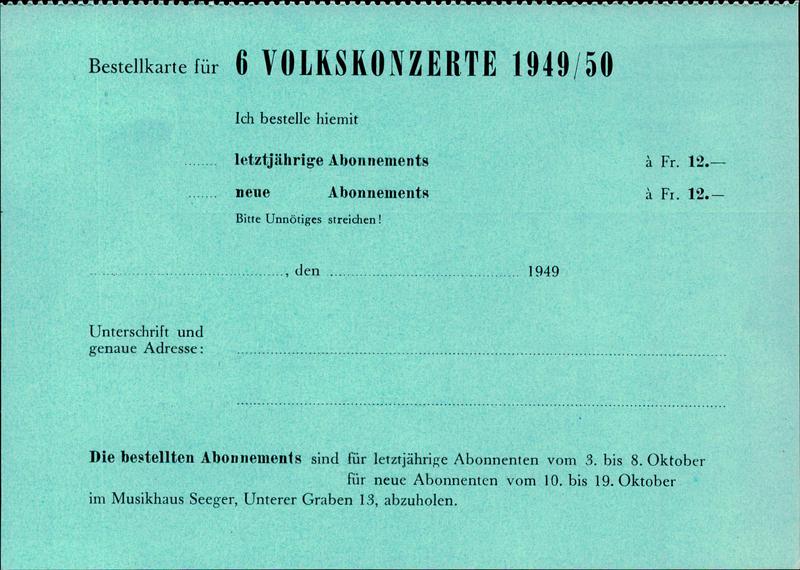 Bestellkarte für 6 VOLKSKONZERTE 1949/50
Ich bestelle hiemit
........ letztjährige Abonnements à Fr. 12.—
........ neue Abonnements à Fr. 12.—
Bitte Unnötiges streichen!
........................................, den ........................................ 1949
Unterschrift und
genaue Adresse:
Die bestellten Abonnements sind für letztjährige Abonnenten vom 3. bis 8. Oktober
für neue Abonnenten vom 10. bis 19. Oktober
im Musikhaus Seeger, Unterer Graben 13, abzuholen.